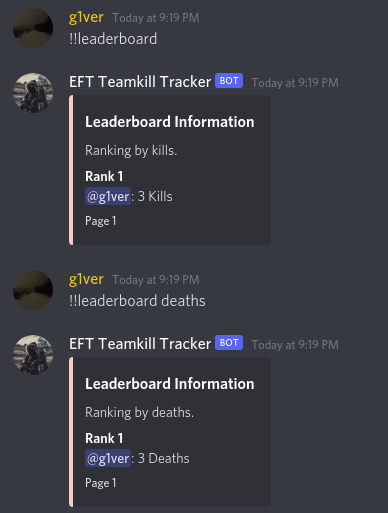 g1ver Today at 9:19 PM
!!leaderboard
EFT Teamkill Tracker BOT Today at 9:19 PM
Leaderboard Information
Ranking by kills.
Rank 1
@g1ver: 3 Kills
Page 1
g1ver Today at 9:19 PM
!!leaderboard deaths
EFT Teamkill Tracker BOT Today at 9:19 PM
Leaderboard Information
Ranking by deaths.
Rank 1
@g1ver: 3 Deaths
Page 1